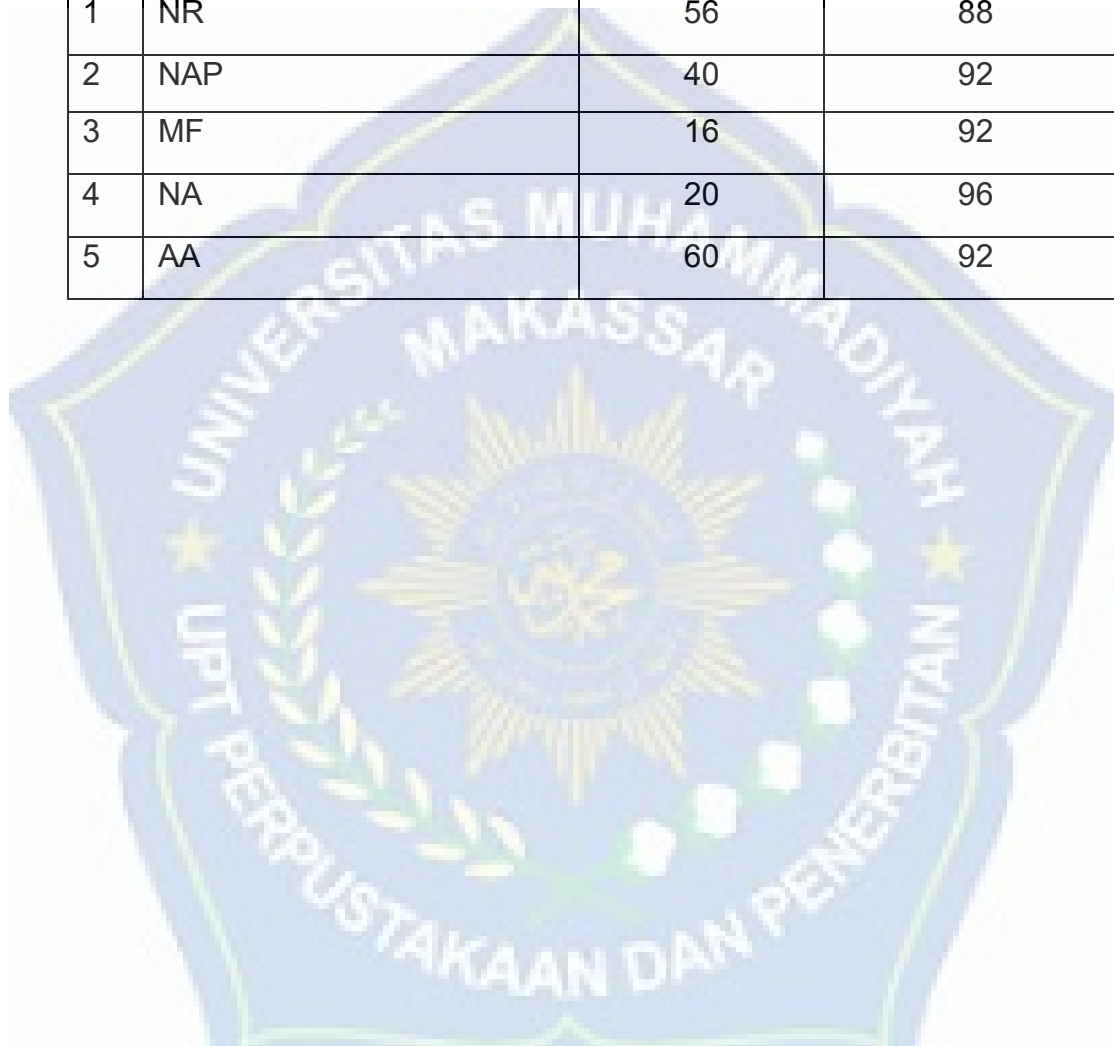 1 NR 56 88
2 NAP 40 92
3 MF 16 92
4 NA 20 96
5 AA 60 92
UNIVERSITAS MUHAMMADIYAH
MAKASSAR
UPT PERPUSTAKAAN DAN PENERBITAN